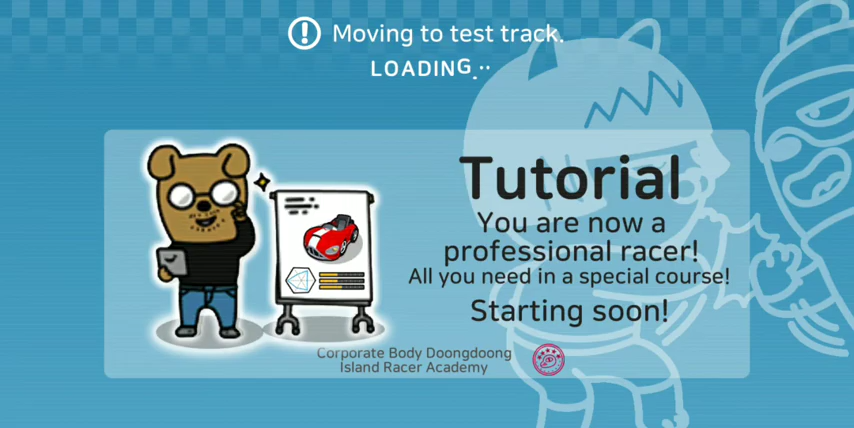 Moving to test track.
LOADING...
Tutorial
You are now a
professional racer!
All you need in a special course!
Starting soon!
Corporate Body Doongdoong
Island Racer Academy